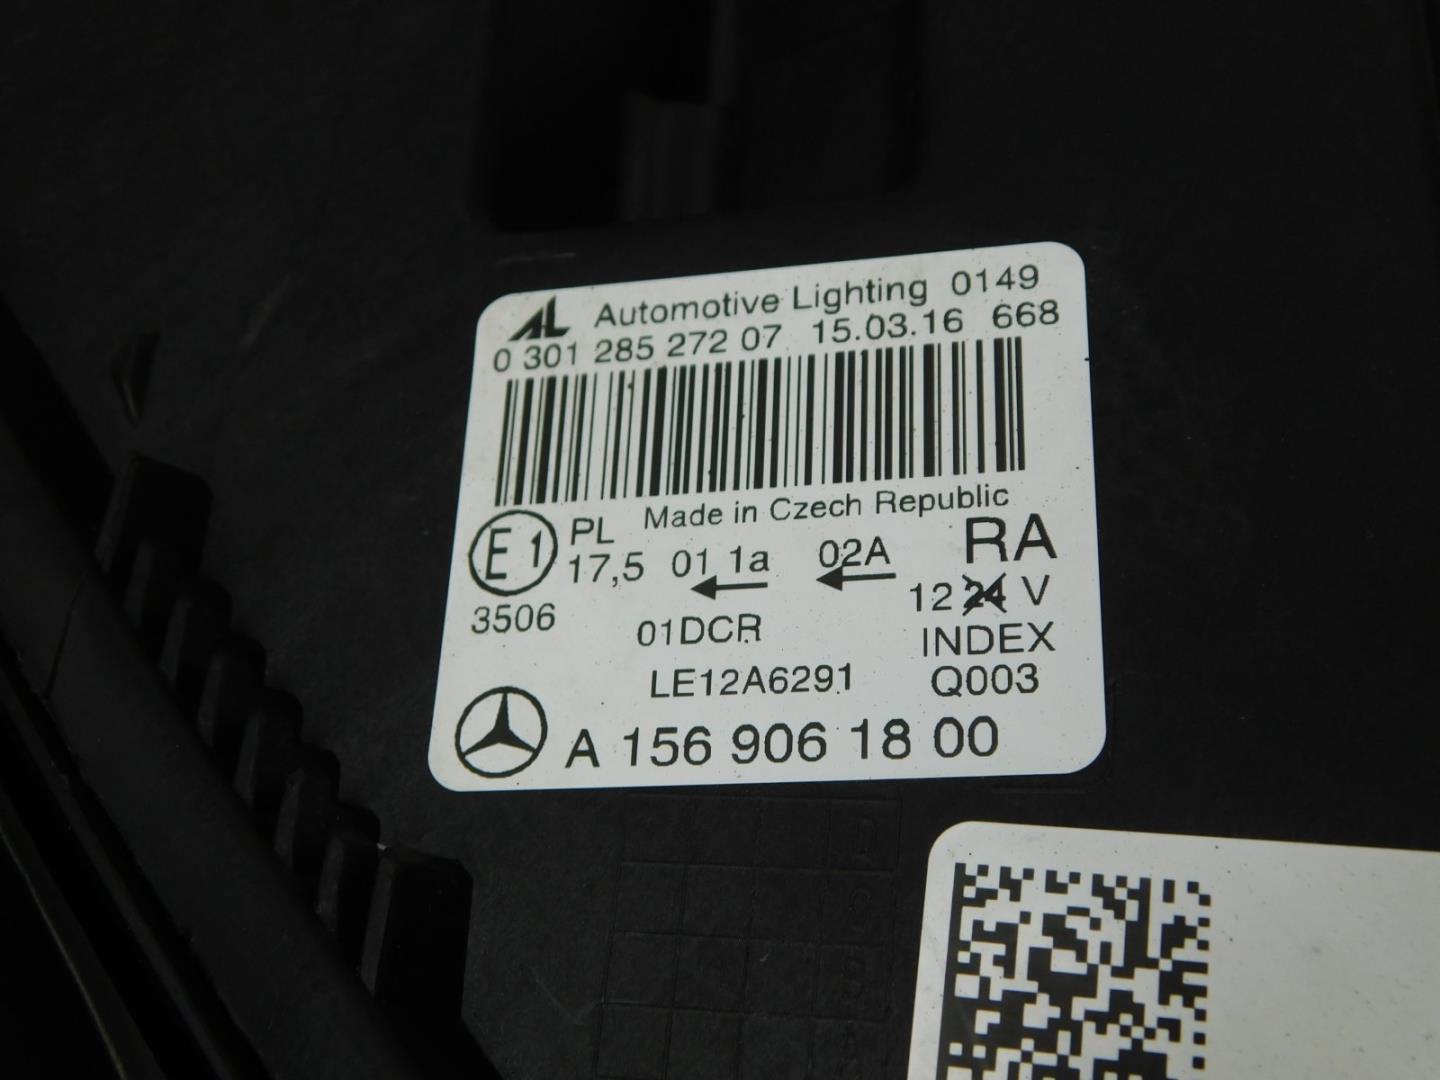 AL Automotive Lighting 0149
0 301 285 272 07 15.03.16 668
Made in Czech Republic
E1 PL 17,5 01 1a 02A RA
3506 01DCR 12 24 V
INDEX
LE12A6291 Q003
A 156 906 18 00
D
C
B
A